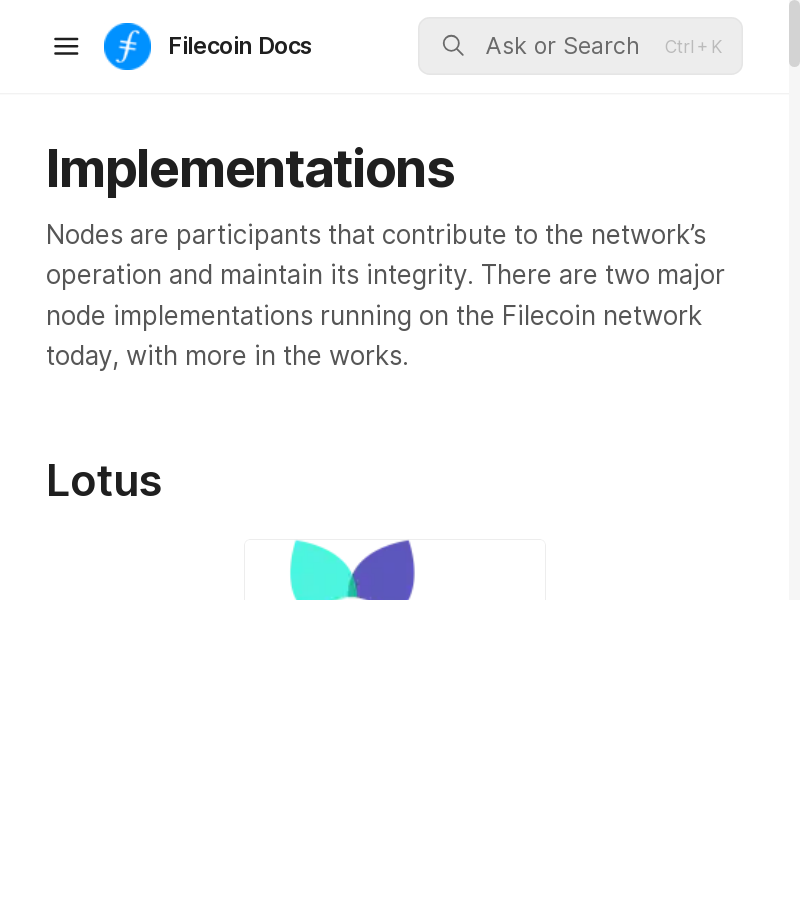 Filecoin Docs
Ask or Search
Ctrl + K
Implementations
Nodes are participants that contribute to the network’s
operation and maintain its integrity. There are two major
node implementations running on the Filecoin network
today, with more in the works.
Lotus